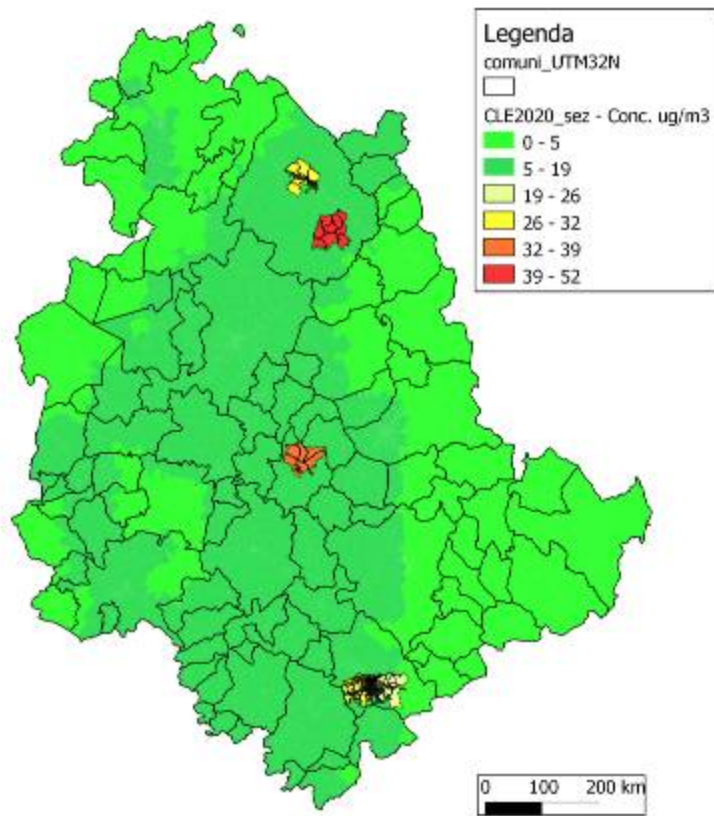 Legenda
comuni_UTM32N
CLE2020_sez - Conc. ug/m3
0 - 5
5 - 19
19 - 26
26 - 32
32 - 39
39 - 52
0 100 200 km